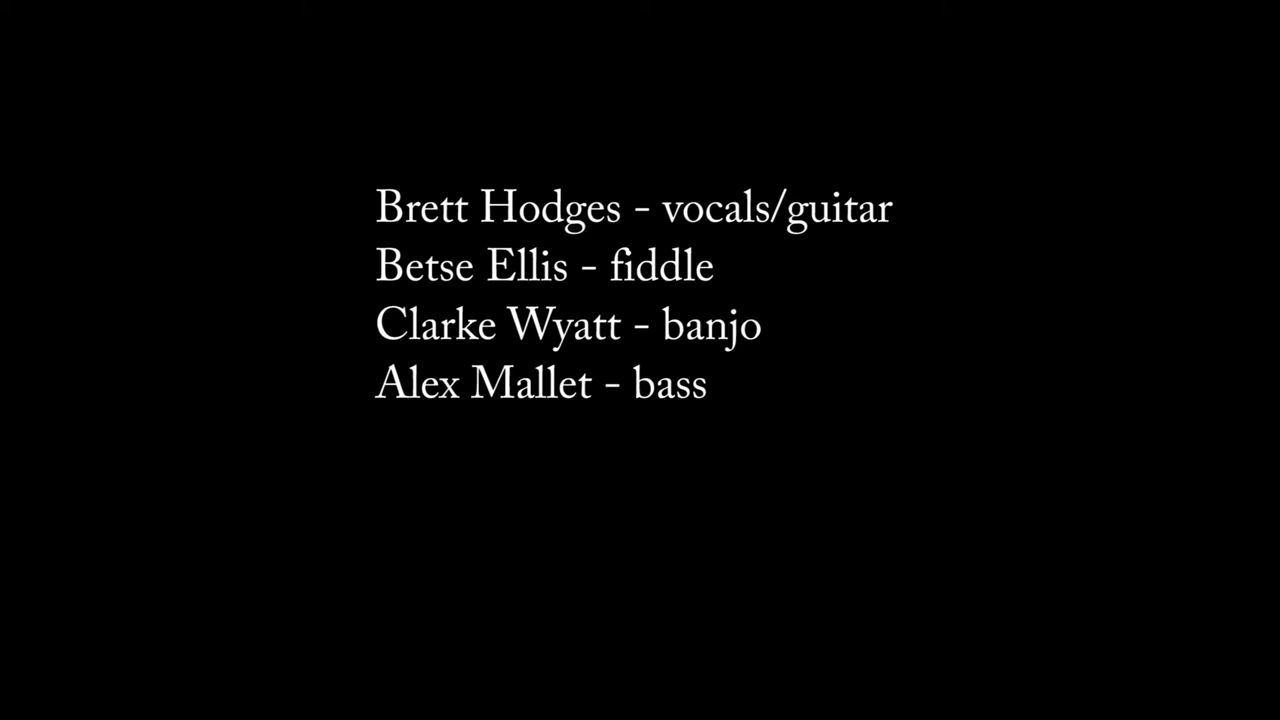 Brett Hodges - vocals/guitar
Betse Ellis - fiddle
Clarke Wyatt - banjo
Alex Mallet - bass